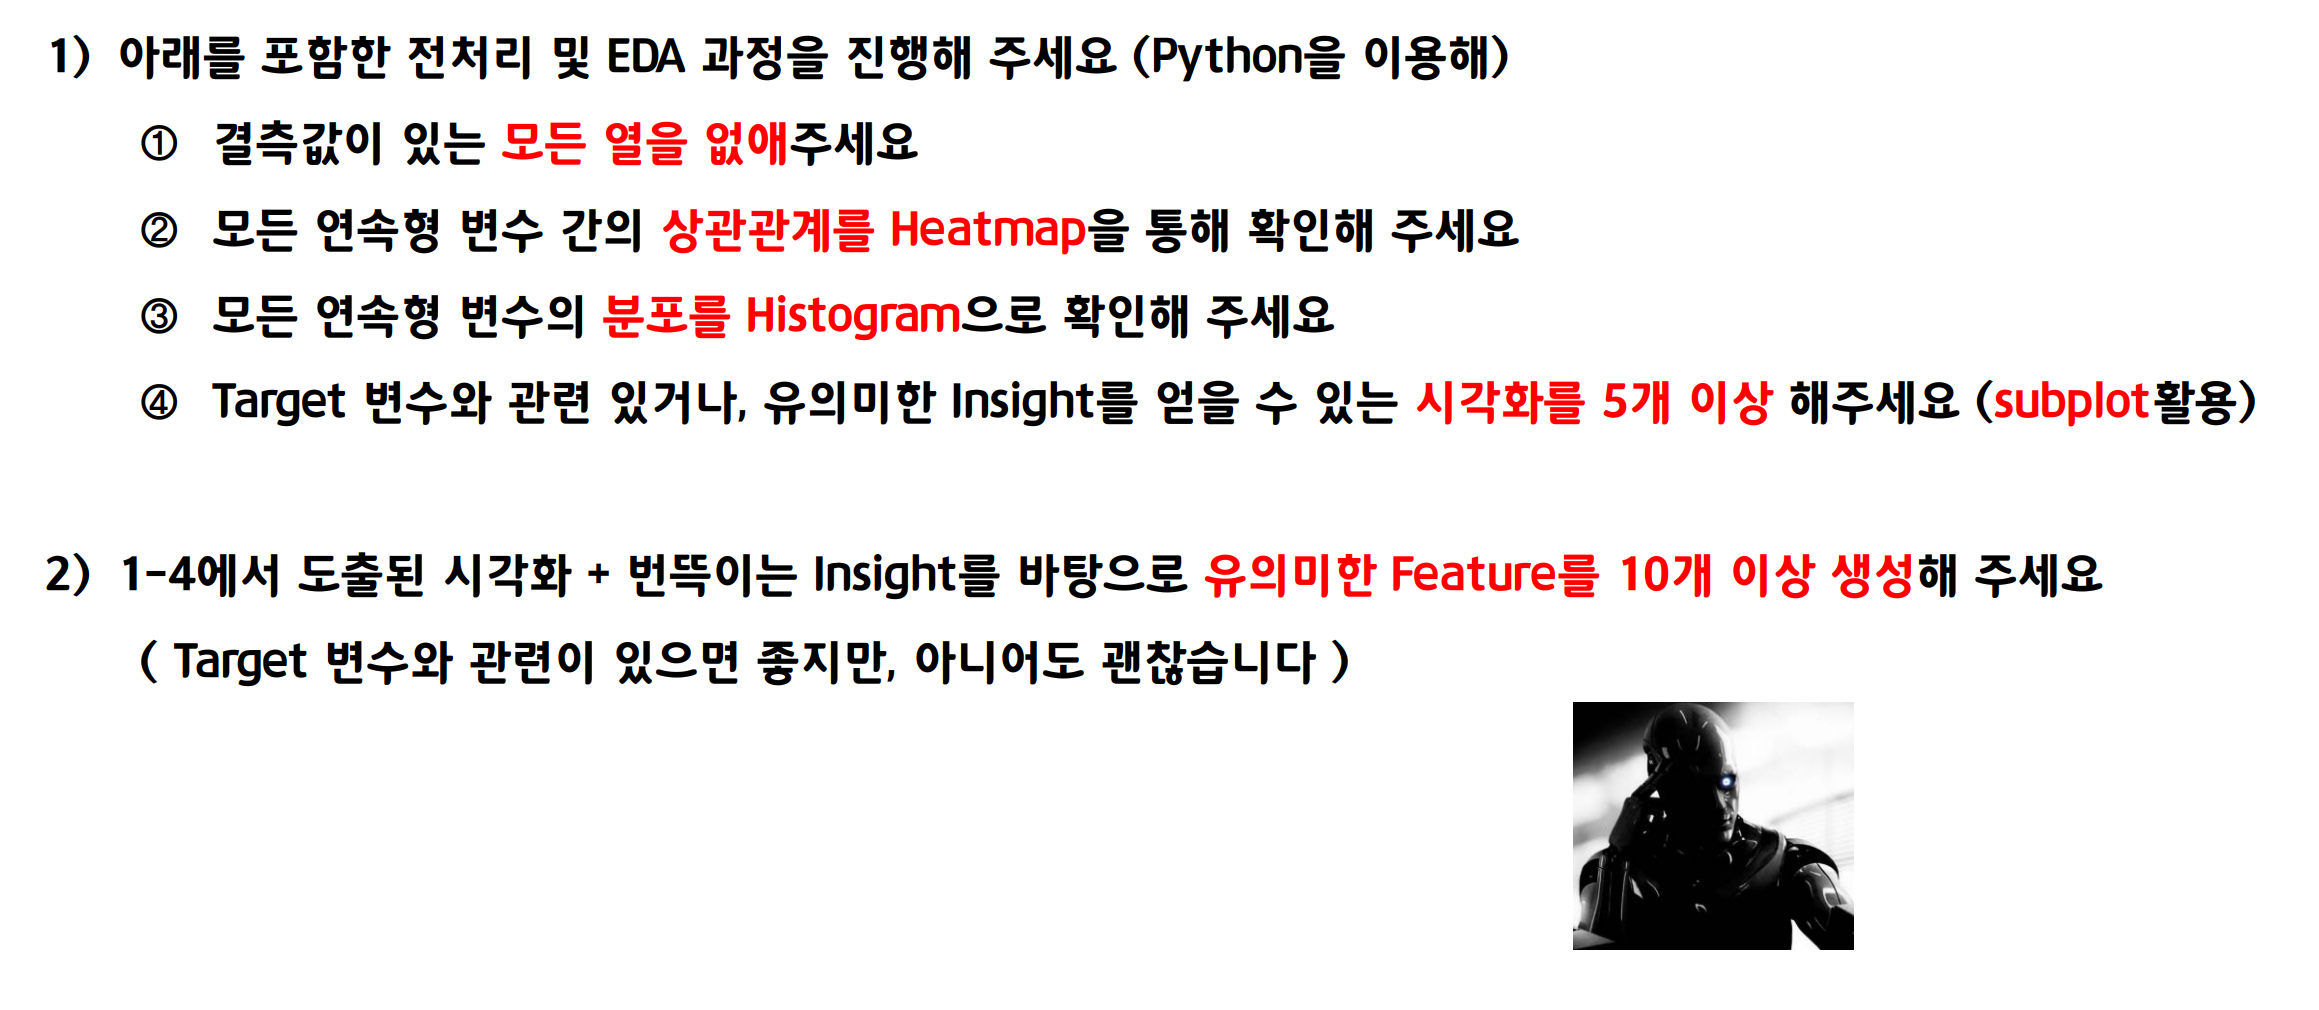 1) 아래를 포함한 전처리 및 EDA 과정을 진행해 주세요 (Python을 이용해)
① 결측값이 있는 모든 열을 없애주세요
② 모든 연속형 변수 간의 상관관계를 Heatmap을 통해 확인해 주세요
③ 모든 연속형 변수의 분포를 Histogram으로 확인해 주세요
④ Target 변수와 관련 있거나, 유의미한 Insight를 얻을 수 있는 시각화를 5개 이상 해주세요 (subplot활용)
2) 1-4에서 도출된 시각화 + 번뜩이는 Insight를 바탕으로 유의미한 Feature를 10개 이상 생성해 주세요
( Target 변수와 관련이 있으면 좋지만, 아니어도 괜찮습니다 )